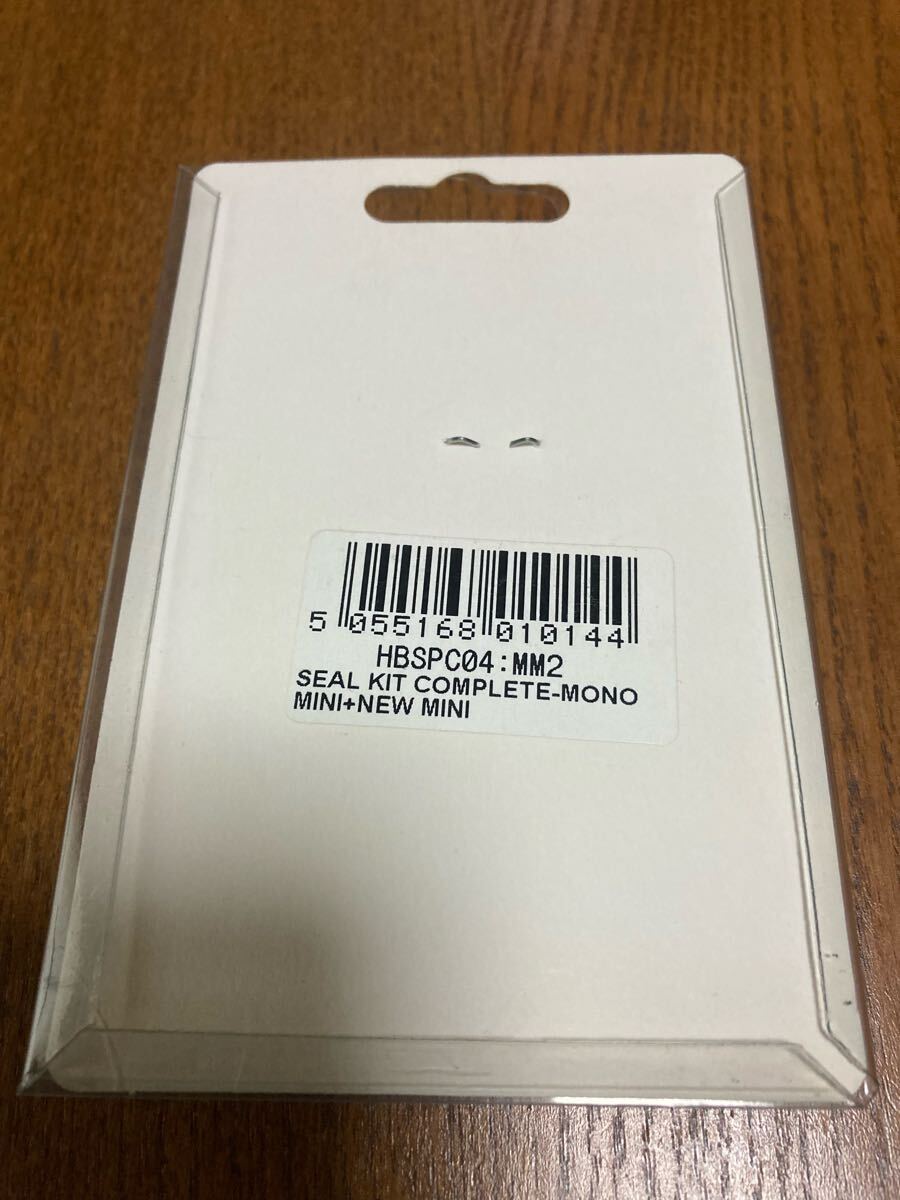 5 055168 010144
HBSPC04:MM2
SEAL KIT COMPLETE-MONO
MINI+NEW MINI